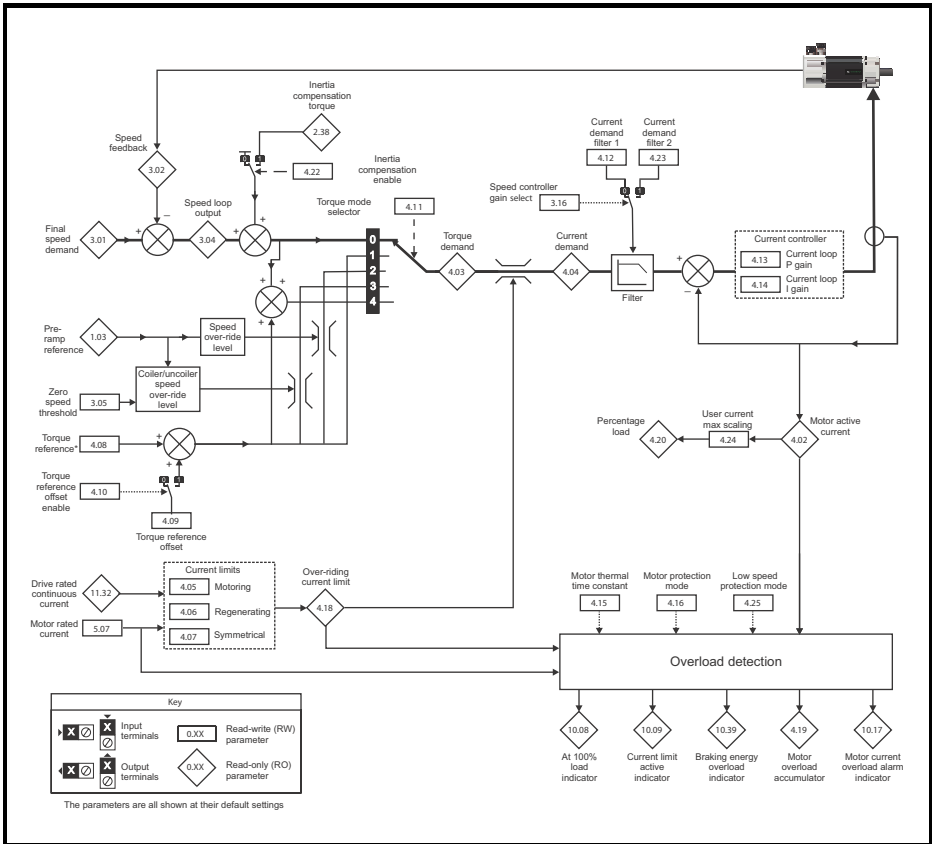 Inertia
compensation
torque
2.38
0 1
4.22
Inertia
compensation
enable
Speed
feedback
3.02
Current
demand
filter 1
4.12
Current
demand
filter 2
4.23
0 1
Speed controller
gain select
3.16
Torque mode
selector
4.11
Final
speed
demand
3.01
+
−
Speed loop
output
3.04
+
+
0
1
2
3
4
Torque
demand
4.03
Current
demand
4.04
Filter
+
−
Current controller
4.13
Current loop
P gain
4.14
Current loop
I gain
+
+
Pre-
ramp
reference
1.03
Speed
over-ride
level
Coiler/uncoiler
speed
over-ride
level
Zero
speed
threshold
3.05
Torque
reference*
4.08
+
+
Torque
reference
offset
enable
4.10
0 1
4.09
Torque reference
offset
Percentage
load
4.20
User current
max scaling
4.24
4.02
Motor active
current
Drive rated
continuous
current
11.32
Motor rated
current
5.07
Current limits
4.05
Motoring
4.06
Regenerating
4.07
Symmetrical
Over-riding
current limit
4.18
Motor thermal
time constant
4.15
Motor protection
mode
4.16
Low speed
protection mode
4.25
Overload detection
10.08
At 100%
load
indicator
10.09
Current limit
active
indicator
10.39
Braking energy
overload
indicator
4.19
Motor
overload
accumulator
10.17
Motor current
overload alarm
indicator
Key
X
X
Input
terminals
0.XX
Read-write (RW)
parameter
X
X
Output
terminals
0.XX
Read-only (RO)
parameter
The parameters are all shown at their default settings